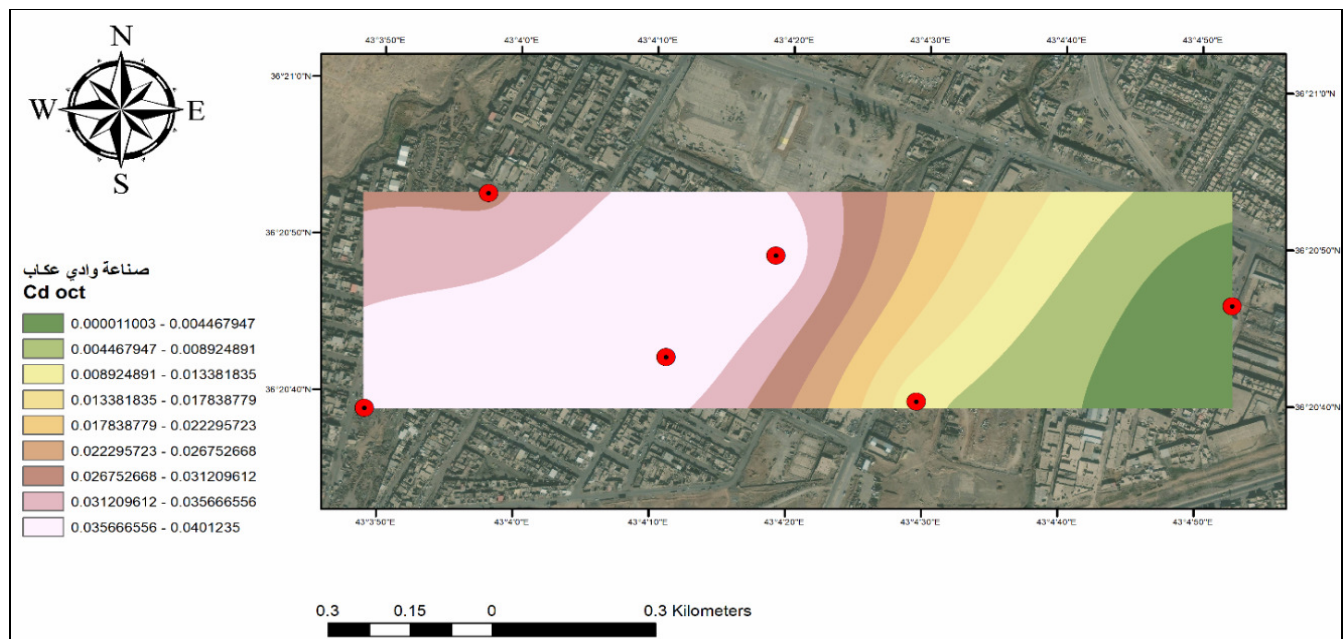 N
W E
S
43°3'50"E 43°4'0"E 43°4'10"E 43°4'20"E 43°4'30"E 43°4'40"E 43°4'50"E
36°21'0"N 36°21'0"N
36°20'50"N 36°20'50"N
36°20'40"N 36°20'40"N
43°3'50"E 43°4'0"E 43°4'10"E 43°4'20"E 43°4'30"E 43°4'40"E 43°4'50"E
صناعة وادي عكاب
Cd oct
0.000011003 - 0.004467947
0.004467947 - 0.008924891
0.008924891 - 0.013381835
0.013381835 - 0.017838779
0.017838779 - 0.022295723
0.022295723 - 0.026752668
0.026752668 - 0.031209612
0.031209612 - 0.035666556
0.035666556 - 0.0401235
0.3 0.15 0 0.3 Kilometers